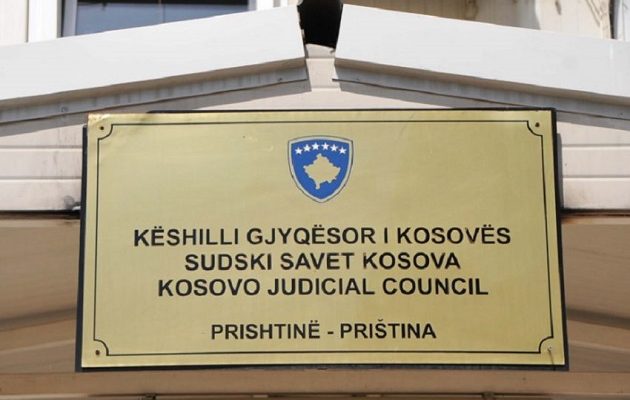 KËSHILLI GJYQËSOR I KOSOVËS
SUDSKI SAVET KOSOVA
KOSOVO JUDICIAL COUNCIL
PRISHTINË - PRIŠTINA